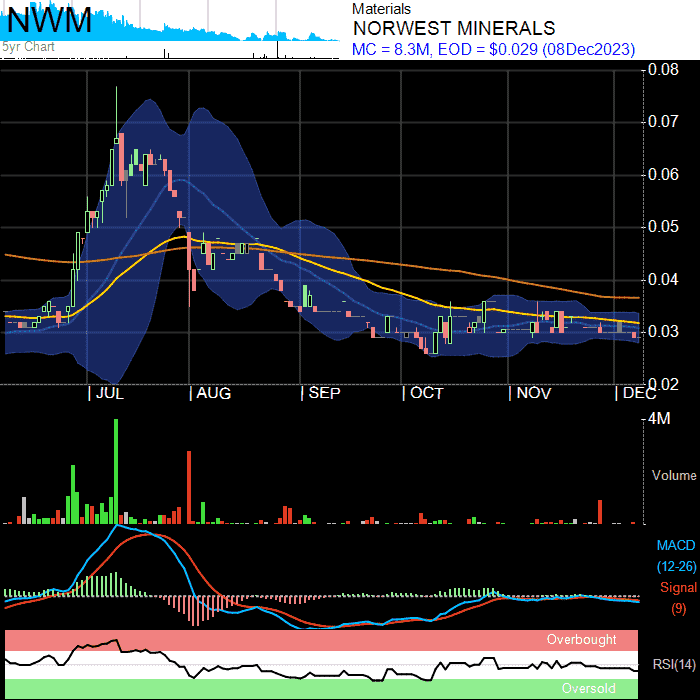 NWM
5yr Chart
Materials
NORWEST MINERALS
MC = 8.3M, EOD = $0.029 (08Dec2023)
0.08
0.07
0.06
0.05
0.04
0.03
0.02
JUL AUG SEP OCT NOV DEC
4M
Volume
MACD
(12-26)
Signal
(9)
Overbought
RSI(14)
Oversold